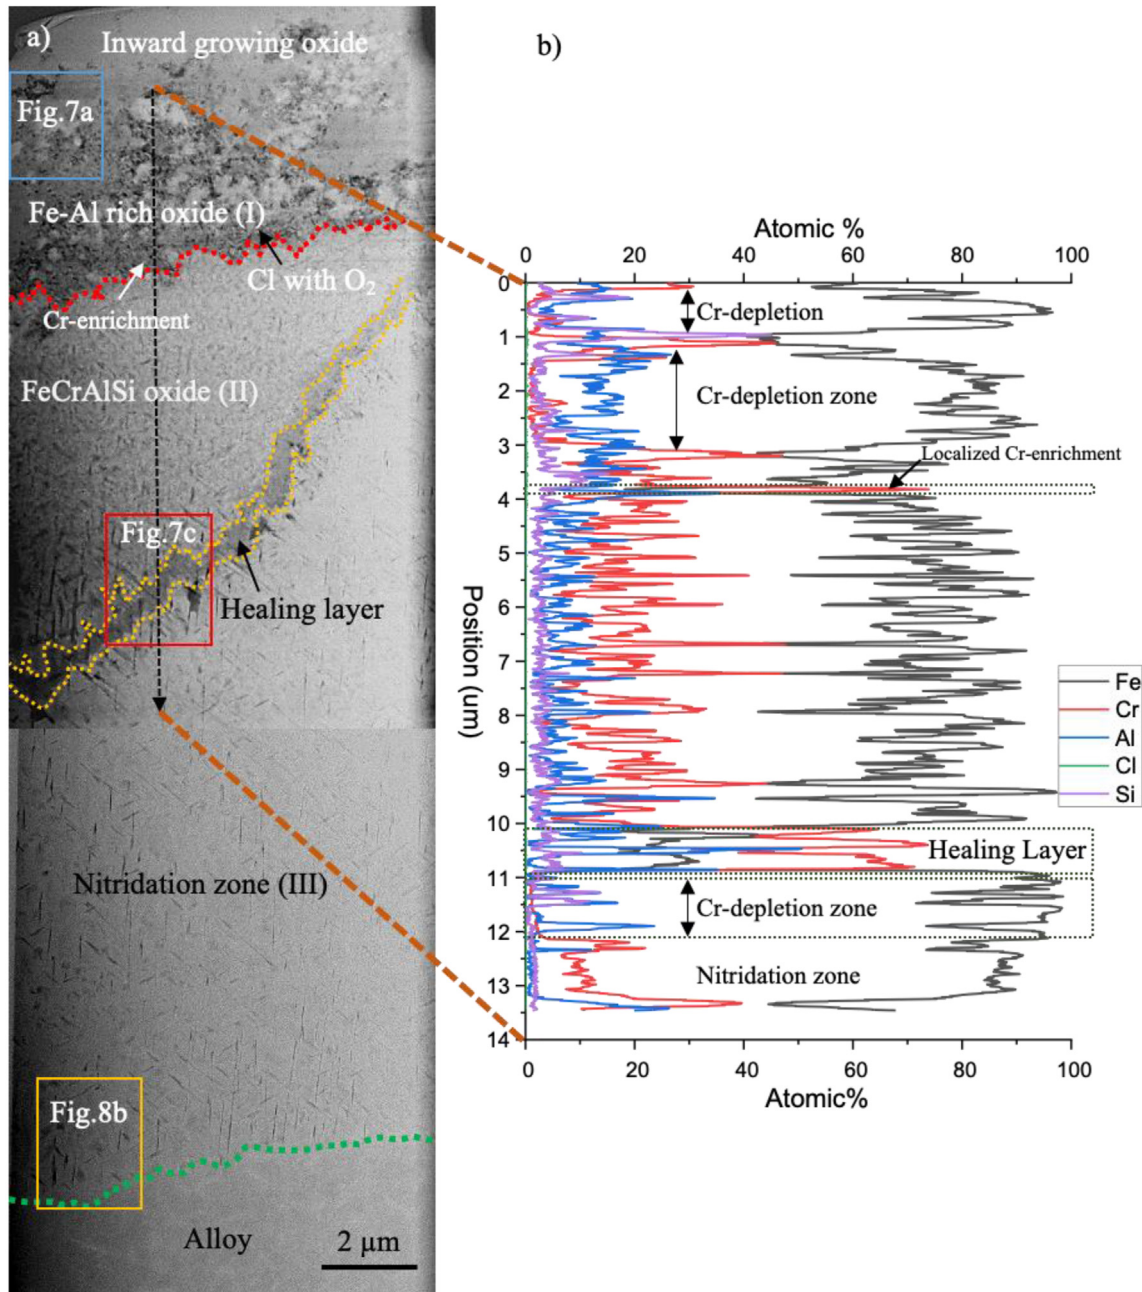 a)
Inward growing oxide
Fig.7a
Fe-Al rich oxide (I)
Cl with O₂
Cr-enrichment
FeCrAlSi oxide (II)
Fig.7c
Healing layer
Nitridation zone (III)
Fig.8b
Alloy
2 µm
b)
Atomic %
0 20 40 60 80 100
0
1
2
3
4
5
6
7
8
9
10
11
12
13
14
Position (um)
Cr-depletion
Cr-depletion zone
Localized Cr-enrichment
Fe
Cr
Al
Cl
Si
Healing Layer
Cr-depletion zone
Nitridation zone
0 20 40 60 80 100
Atomic%